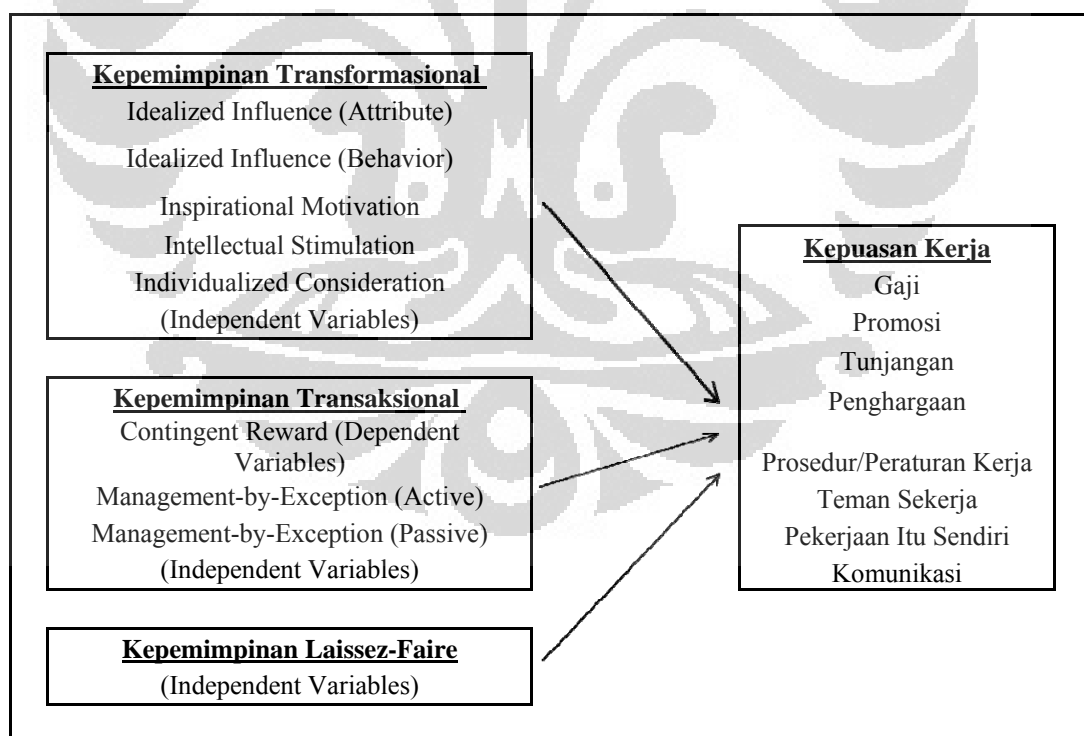 Kepemimpinan Transformasional
Idealized Influence (Attribute)
Idealized Influence (Behavior)
Inspirational Motivation
Intellectual Stimulation
Individualized Consideration
(Independent Variables)
Kepemimpinan Transaksional
Contingent Reward (Dependent
Variables)
Management-by-Exception (Active)
Management-by-Exception (Passive)
(Independent Variables)
Kepemimpinan Laissez-Faire
(Independent Variables)
Kepuasan Kerja
Gaji
Promosi
Tunjangan
Penghargaan
Prosedur/Peraturan Kerja
Teman Sekerja
Pekerjaan Itu Sendiri
Komunikasi